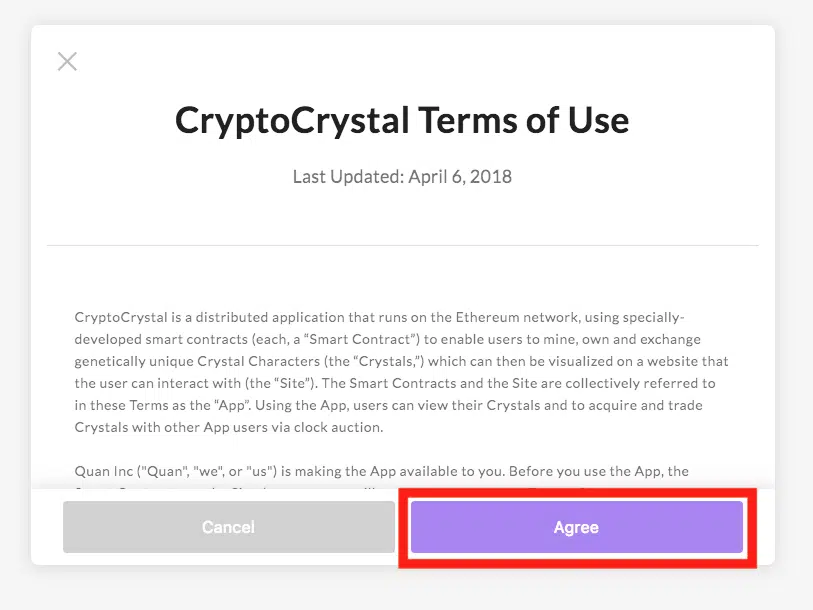 CryptoCrystal Terms of Use
Last Updated: April 6, 2018
CryptoCrystal is a distributed application that runs on the Ethereum network, using specially-
developed smart contracts (each, a “Smart Contract”) to enable users to mine, own and exchange
genetically unique Crystal Characters (the “Crystals,”) which can then be visualized on a website that
the user can interact with (the “Site”). The Smart Contracts and the Site are collectively referred to
in these Terms as the “App”. Using the App, users can view their Crystals and to acquire and trade
Crystals with other App users via clock auction.
Quan Inc ("Quan", "we", or "us") is making the App available to you. Before you use the App, the
Cancel
Agree